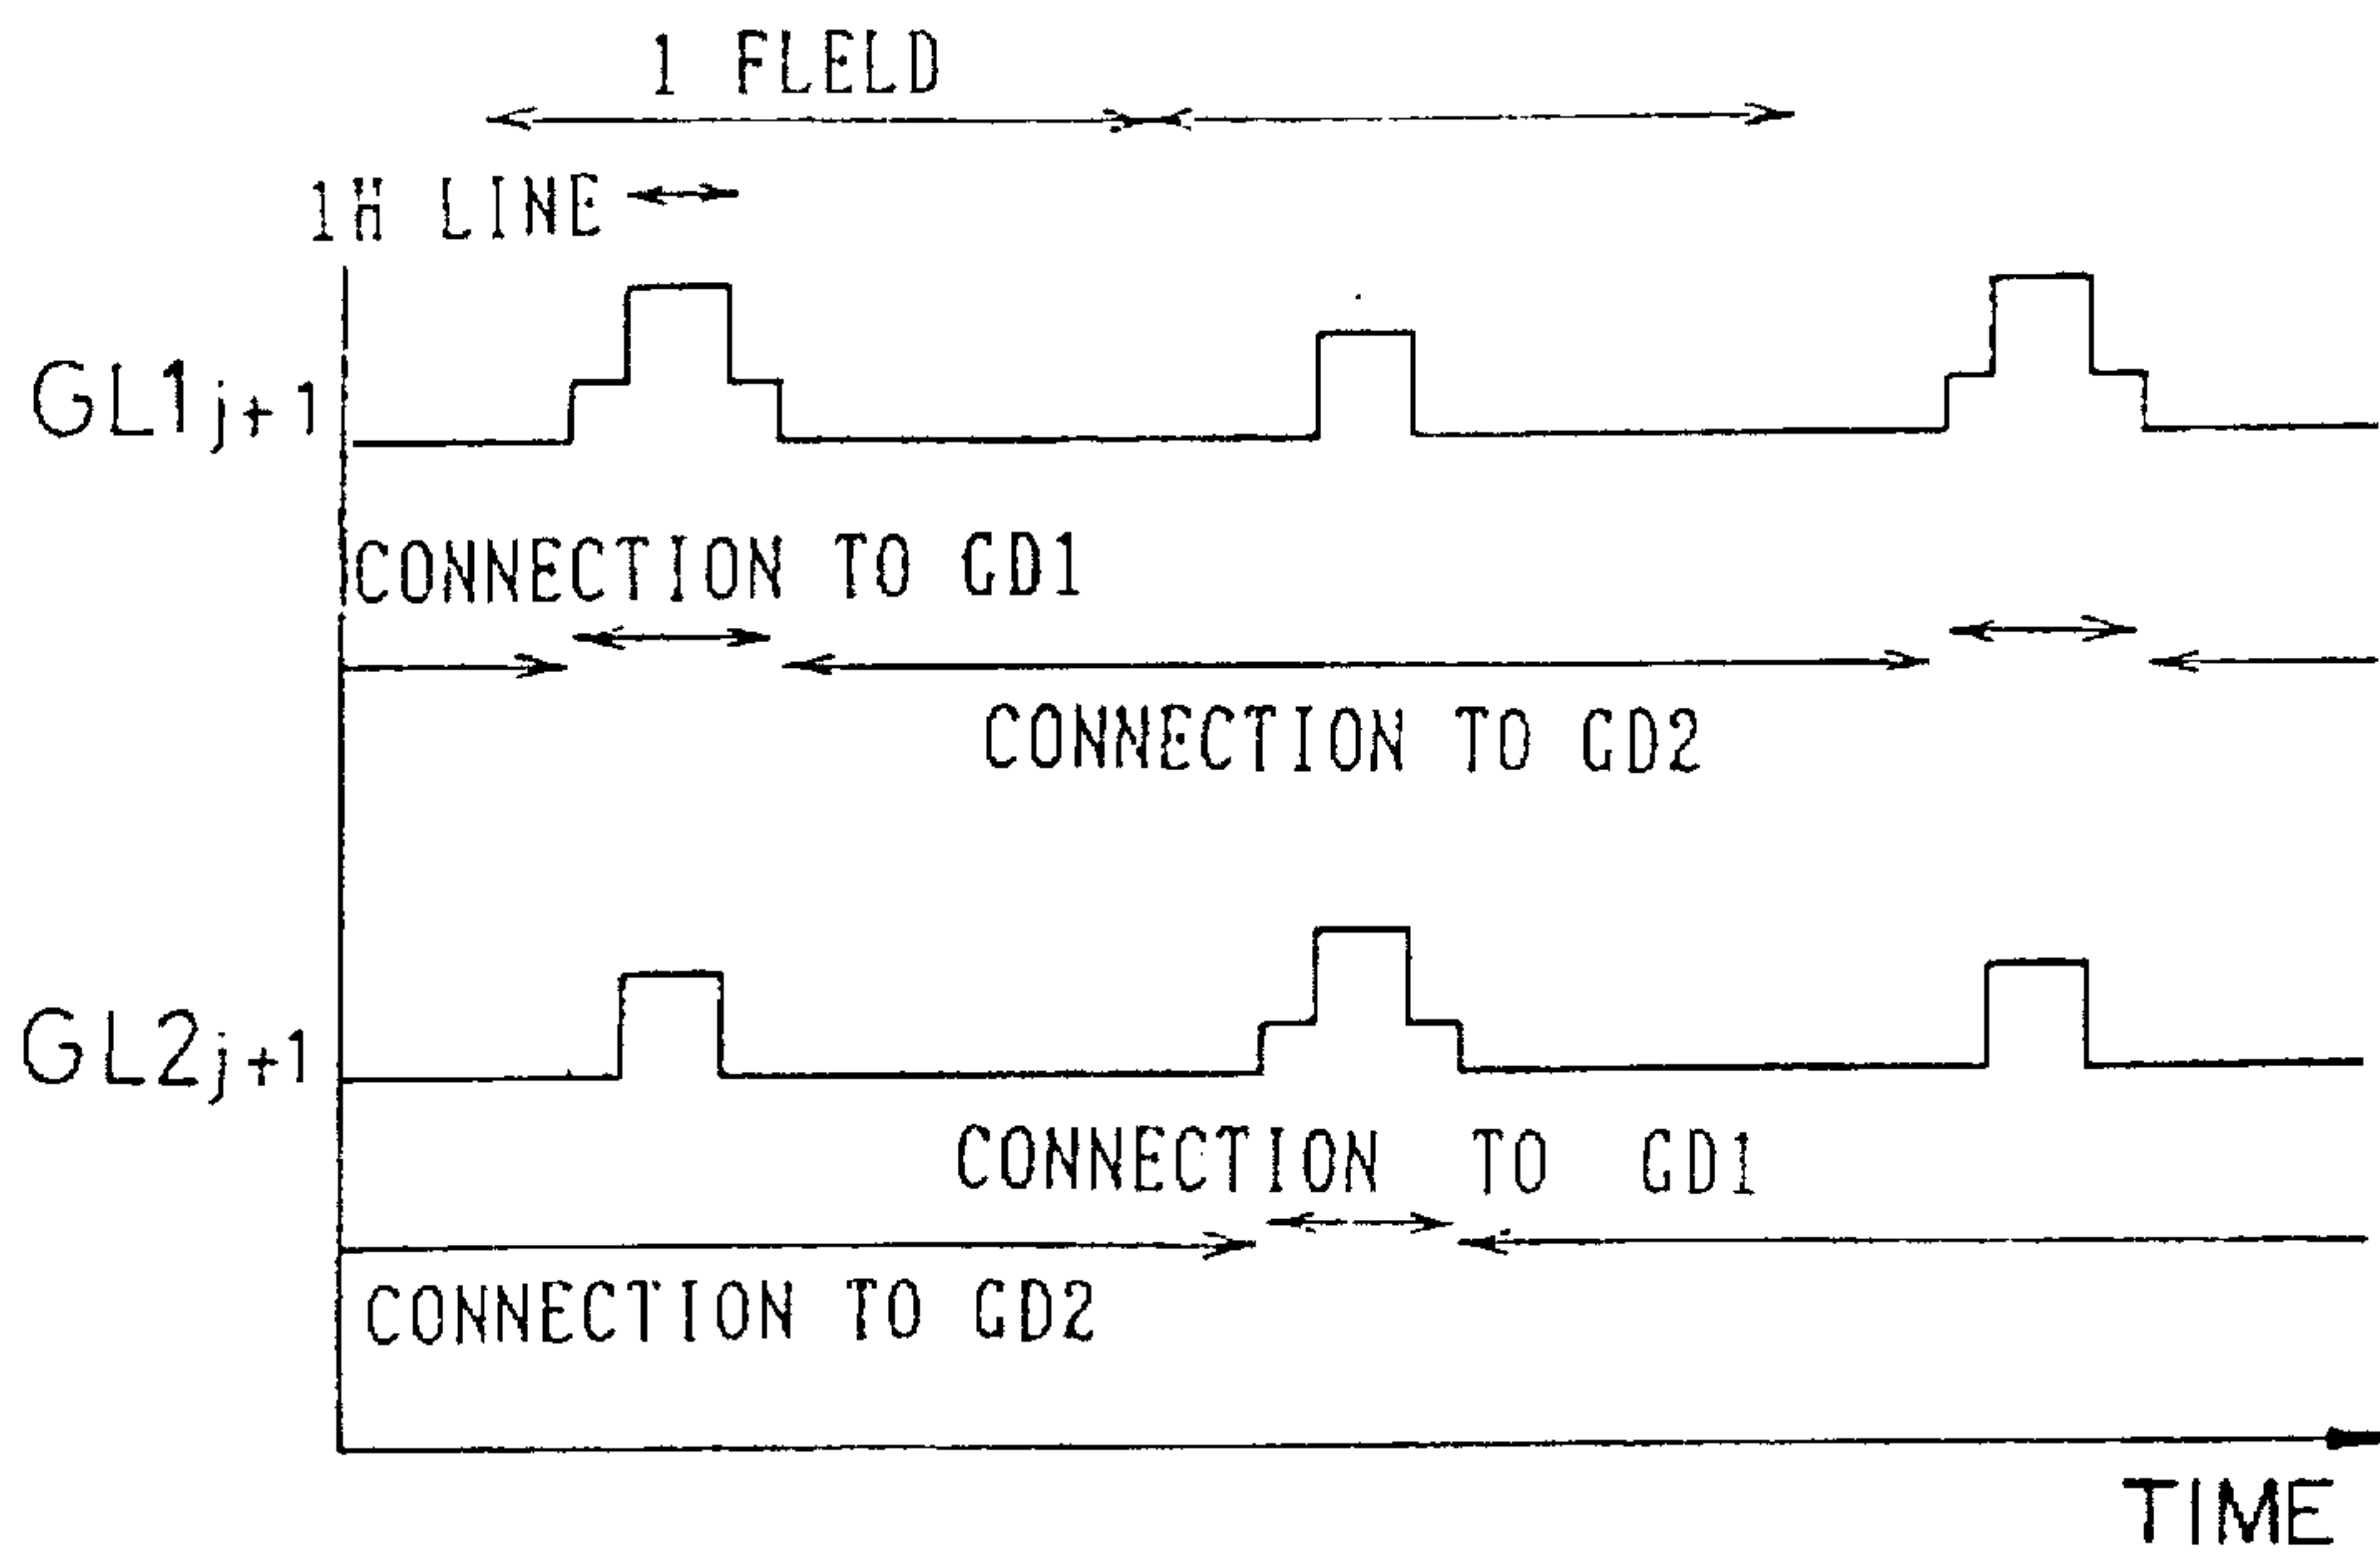 1 FLELD
1H LINE
GL1j+1
CONNECTION TO GD1
CONNECTION TO GD2
GL2j+1
CONNECTION TO GD1
CONNECTION TO GD2
TIME